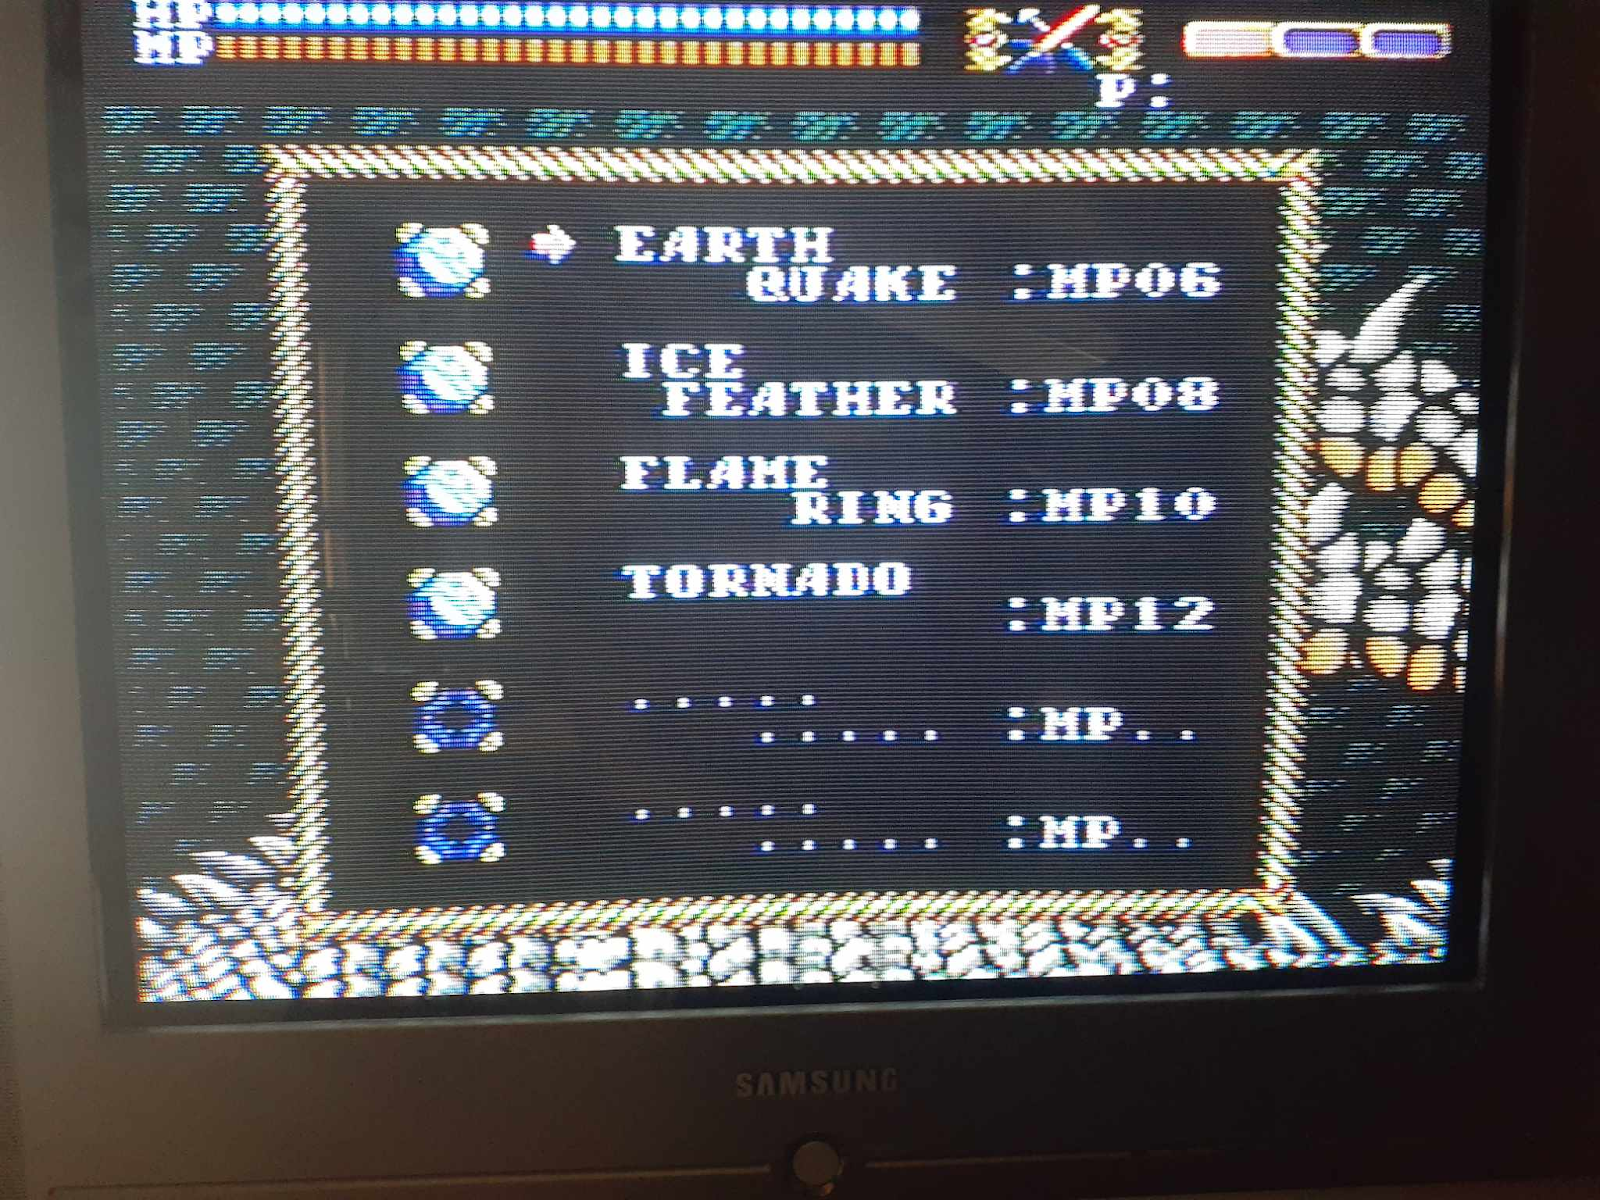 HP
MP
P:
EARTH
QUAKE :MP06
ICE
FEATHER :MP08
FLAME
RING :MP10
TORNADO
:MP12
.....
..... :MP..
.....
..... :MP..
SAMSUNG